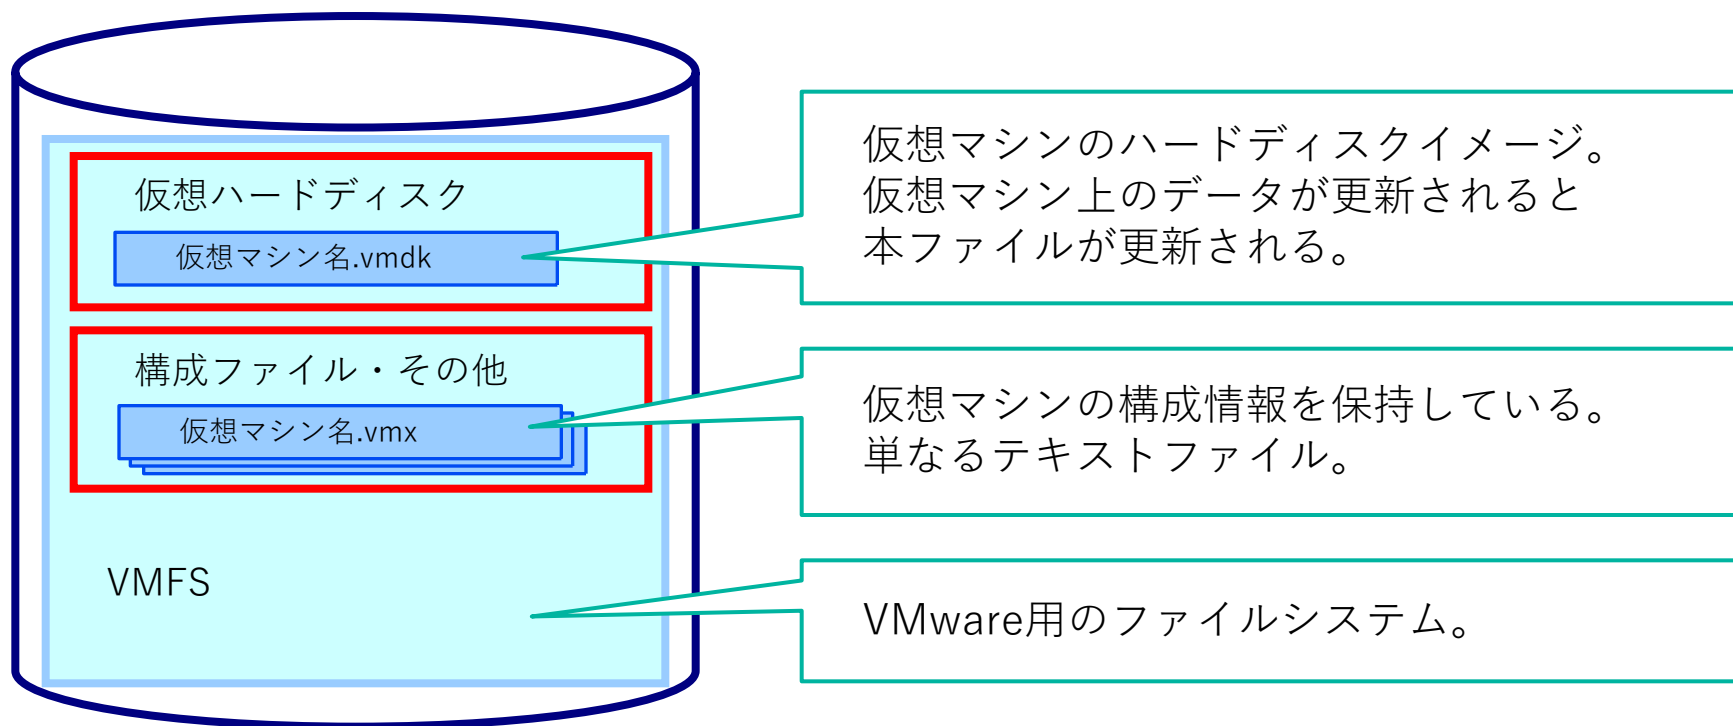 仮想ハードディスク
仮想マシン名.vmdk
構成ファイル・その他
仮想マシン名.vmx
VMFS
仮想マシンのハードディスクイメージ。
仮想マシン上のデータが更新されると
本ファイルが更新される。
仮想マシンの構成情報を保持している。
単なるテキストファイル。
VMware用のファイルシステム。